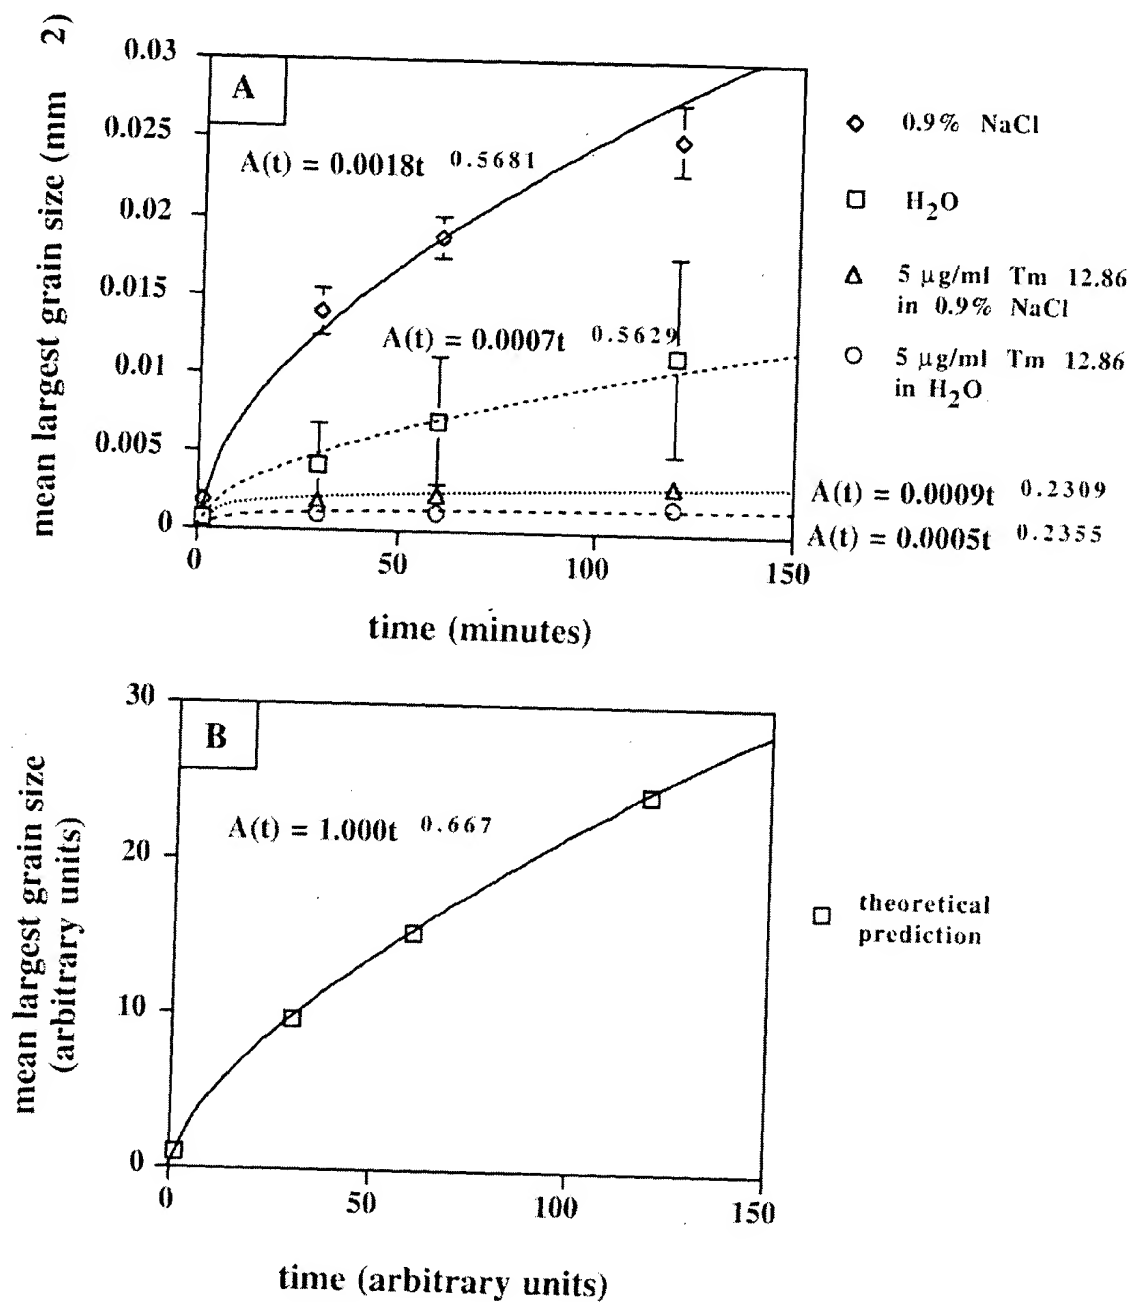 mean largest grain size (mm 2)
0.03
0.025
0.02
0.015
0.01
0.005
0
A
A(t) = 0.0018t 0.5681
A(t) = 0.0007t 0.5629
A(t) = 0.0009t 0.2309
A(t) = 0.0005t 0.2355
0
50
100
150
time (minutes)
0.9% NaCl
H2O
5 µg/ml Tm 12.86
in 0.9% NaCl
5 µg/ml Tm 12.86
in H2O
mean largest grain size
(arbitrary units)
30
20
10
0
B
A(t) = 1.000t 0.667
0
50
100
150
time (arbitrary units)
theoretical
prediction